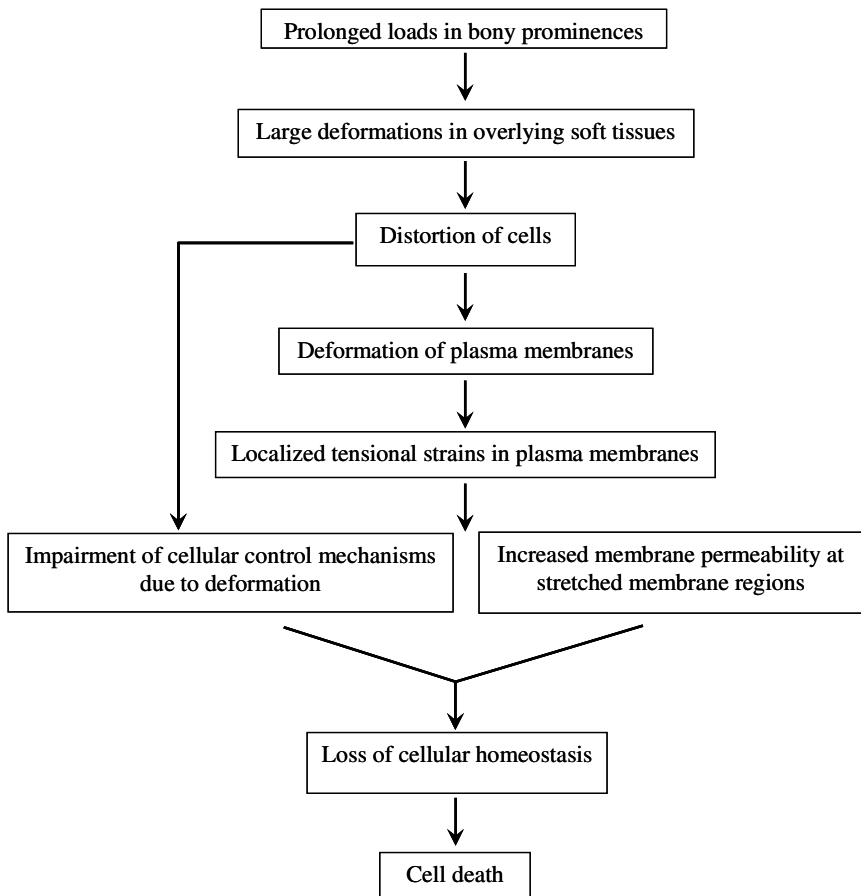 Prolonged loads in bony prominences
Large deformations in overlying soft tissues
Distortion of cells
Deformation of plasma membranes
Localized tensional strains in plasma membranes
Impairment of cellular control mechanisms
due to deformation
Increased membrane permeability at
stretched membrane regions
Loss of cellular homeostasis
Cell death